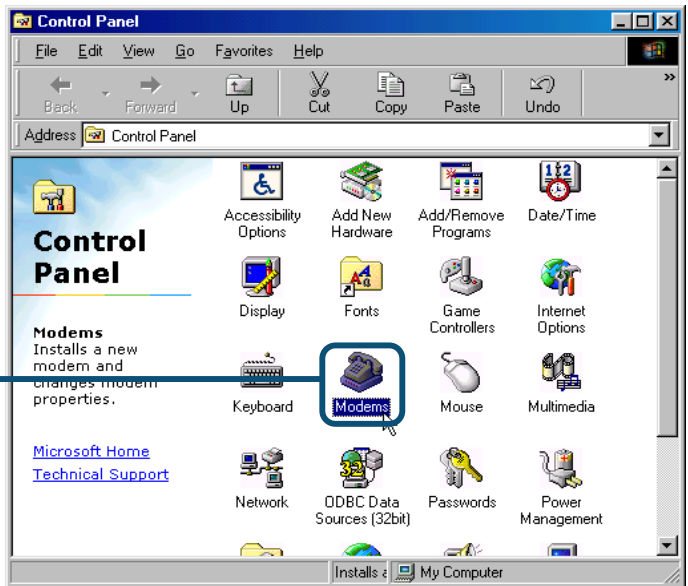 Control Panel
File Edit View Go Favorites Help
Back Forward Up Cut Copy Paste Undo »
Address Control Panel
Control
Panel
Modems
Installs a new
modem and
changes modem
properties.
Microsoft Home
Technical Support
Accessibility
Options
Add New
Hardware
Add/Remove
Programs
Date/Time
Display
Fonts
Game
Controllers
Internet
Options
Keyboard
Modems
Mouse
Multimedia
Network
ODBC Data
Sources (32bit)
Passwords
Power
Management
Installs My Computer